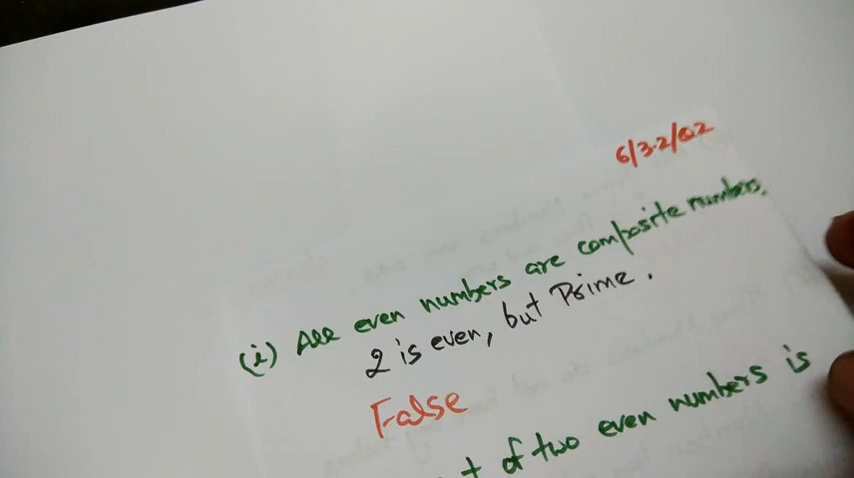 6/3.2/Q2
(i) All even numbers are composite numbers.
2 is even, but Prime.
False
of two even numbers is